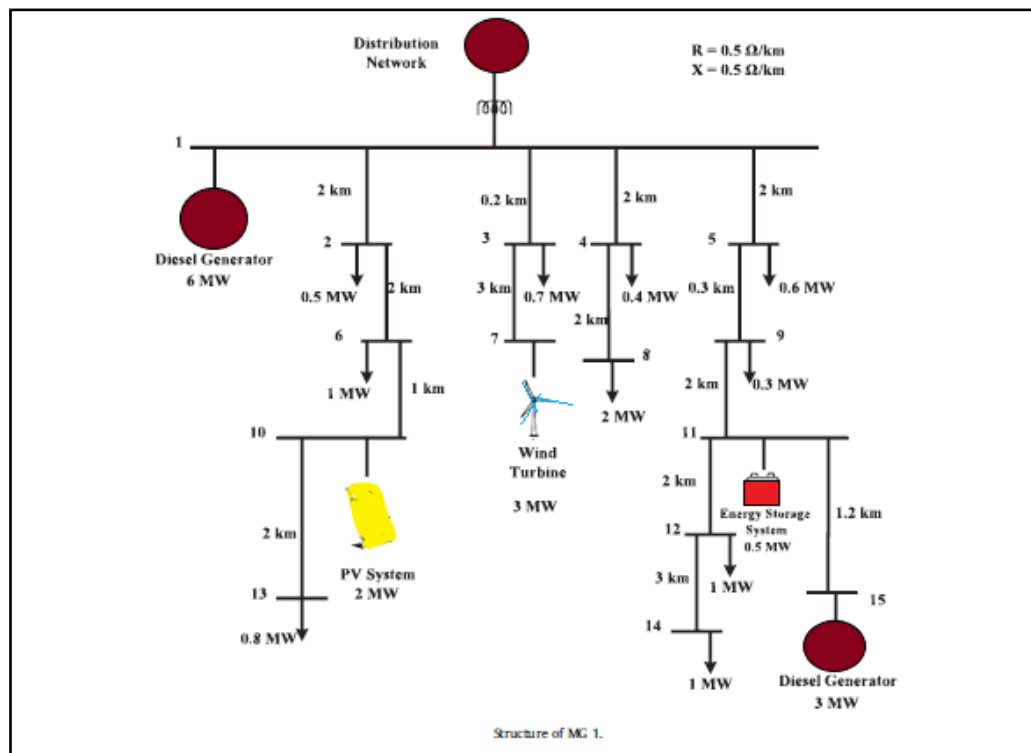 Distribution
Network
R = 0.5 Ω/km
X = 0.5 Ω/km
1
2 km
0.2 km
2 km
2 km
2
3
4
5
Diesel Generator
6 MW
0.5 MW
2 km
3 km
0.7 MW
2 km
0.4 MW
0.3 km
0.6 MW
6
7
8
9
1 MW
1 km
2 MW
2 km
0.3 MW
10
Wind
Turbine
3 MW
11
2 km
Energy Storage
System
0.5 MW
1.2 km
2 km
PV System
2 MW
12
1 MW
3 km
13
0.8 MW
14
1 MW
15
Diesel Generator
3 MW
Structure of MG 1.